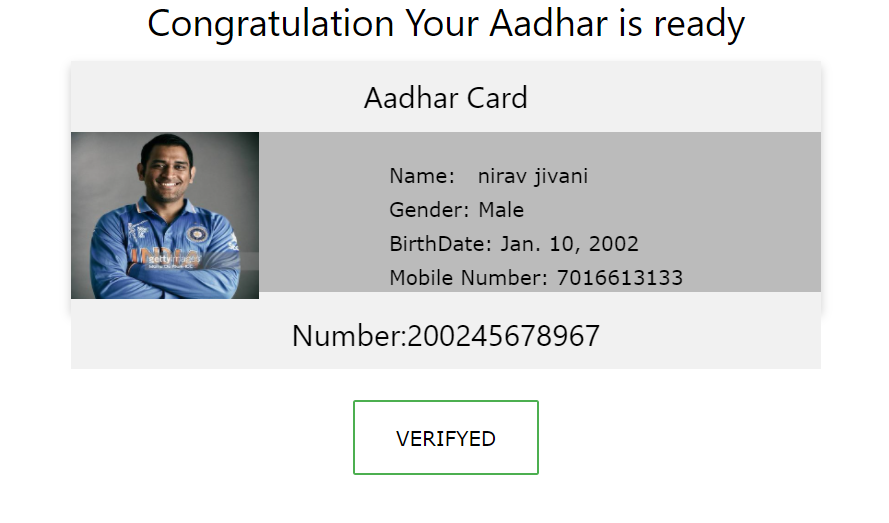 Congratulation Your Aadhar is ready
Aadhar Card
Name: nirav jivani
Gender: Male
BirthDate: Jan. 10, 2002
Mobile Number: 7016613133
gettyimages
Number:200245678967
VERIFYED